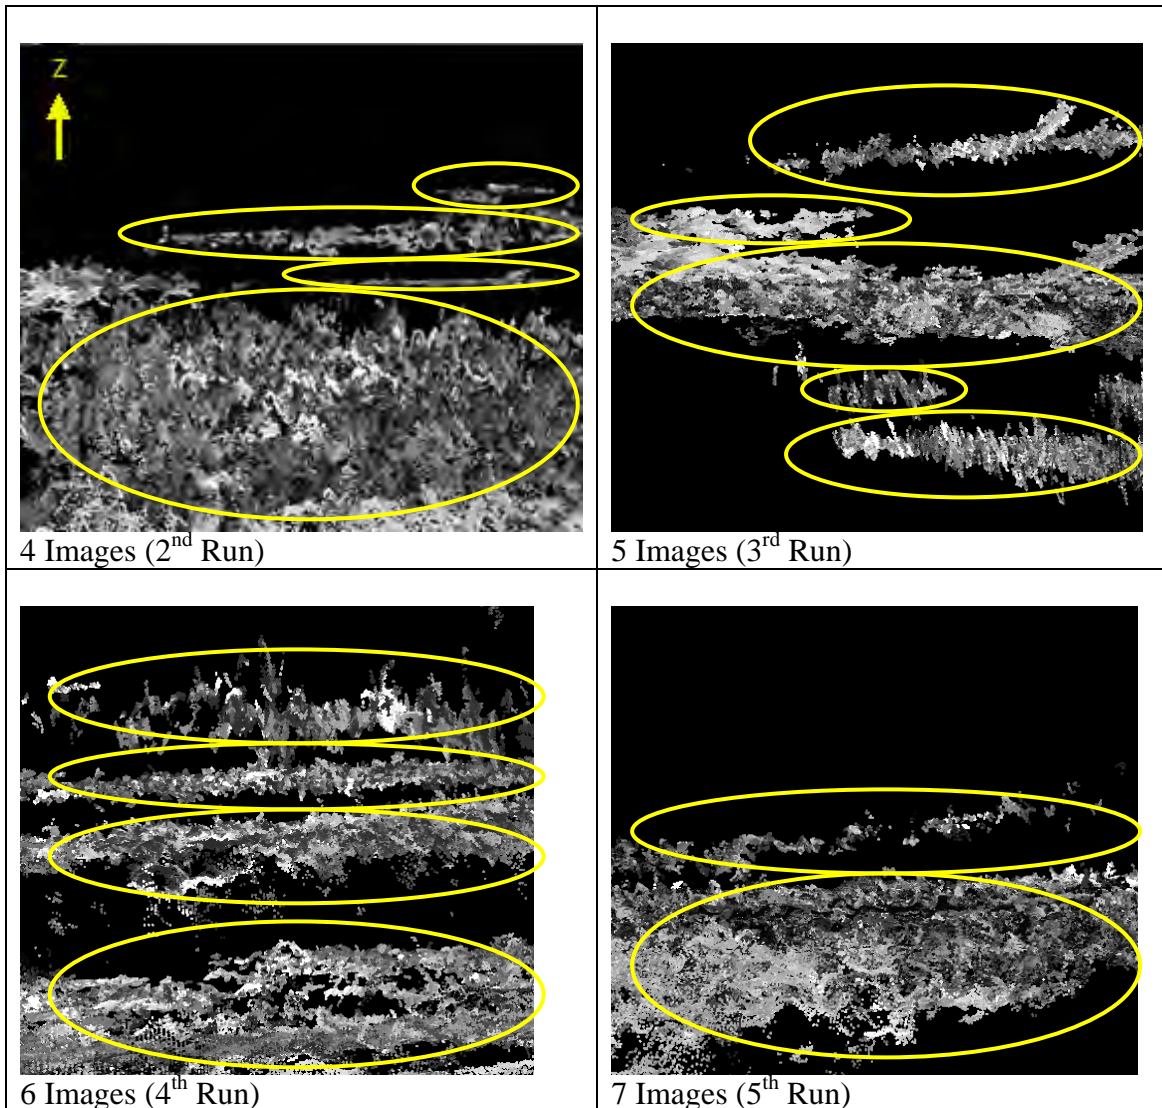 Z
4 Images (2nd Run)
5 Images (3rd Run)
6 Images (4th Run)
7 Images (5th Run)